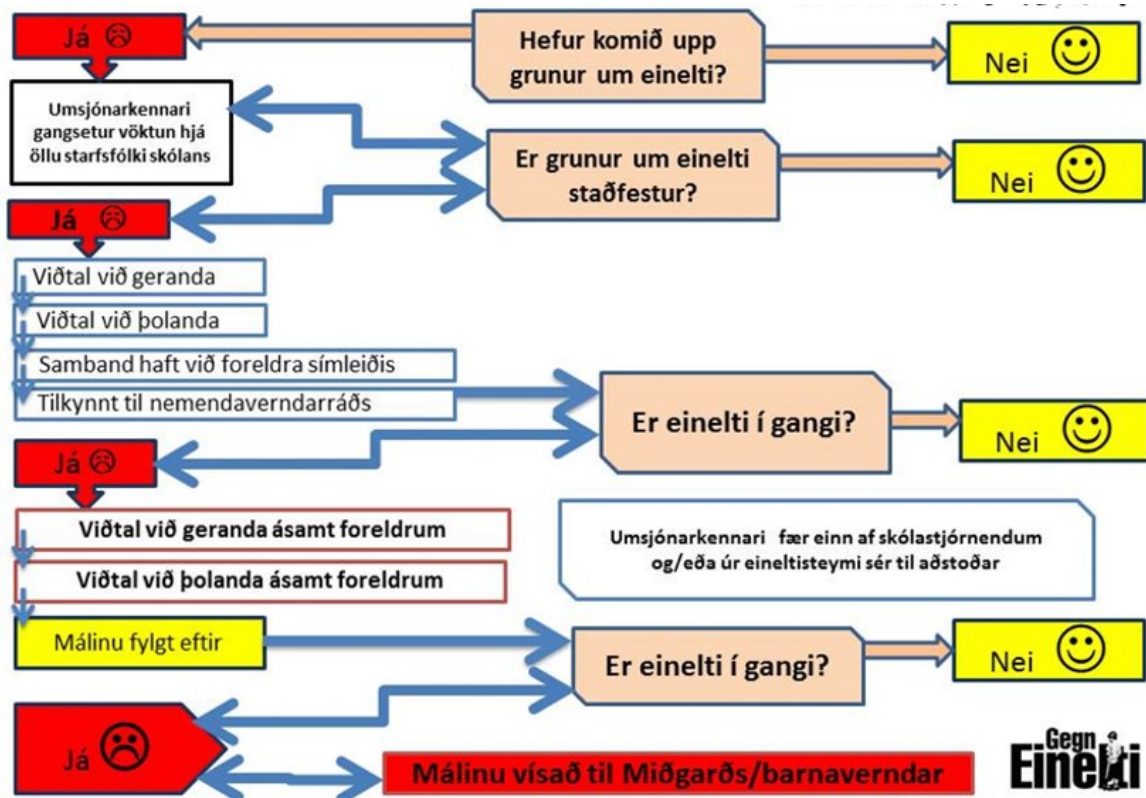 Já
Hefur komið upp
grunur um einelti?
Nei
Umsjónarkennari
gangsetur vöktun hjá
öllu starfsfólki skólans
Er grunur um einelti
staðfestur?
Nei
Já
Viðtal við geranda
Viðtal við þolanda
Samband haft við foreldra símleiðis
Tilkynnt til nemendaverndarráðs
Er einelti í gangi?
Nei
Já
Viðtal við geranda ásamt foreldrum
Viðtal við þolanda ásamt foreldrum
Umsjónarkennari fær einn af skólastjórnendum
og/eða úr eineltisteymi sér til aðstoðar
Málinu fylgt eftir
Er einelti í gangi?
Nei
Já
Málinu vísað til Miðgarðs/barnaverndar
Gegn
Einelti